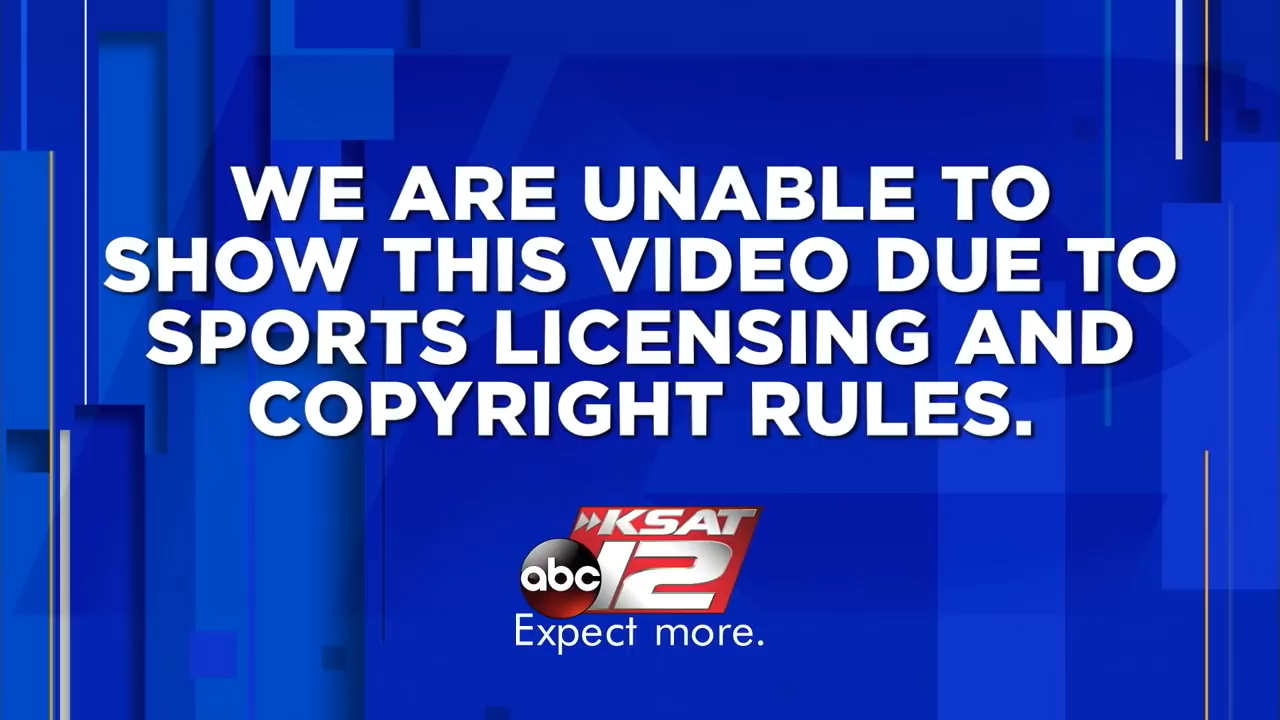 WE ARE UNABLE TO
SHOW THIS VIDEO DUE TO
SPORTS LICENSING AND
COPYRIGHT RULES.
KSAT
abc 12
Expect more.